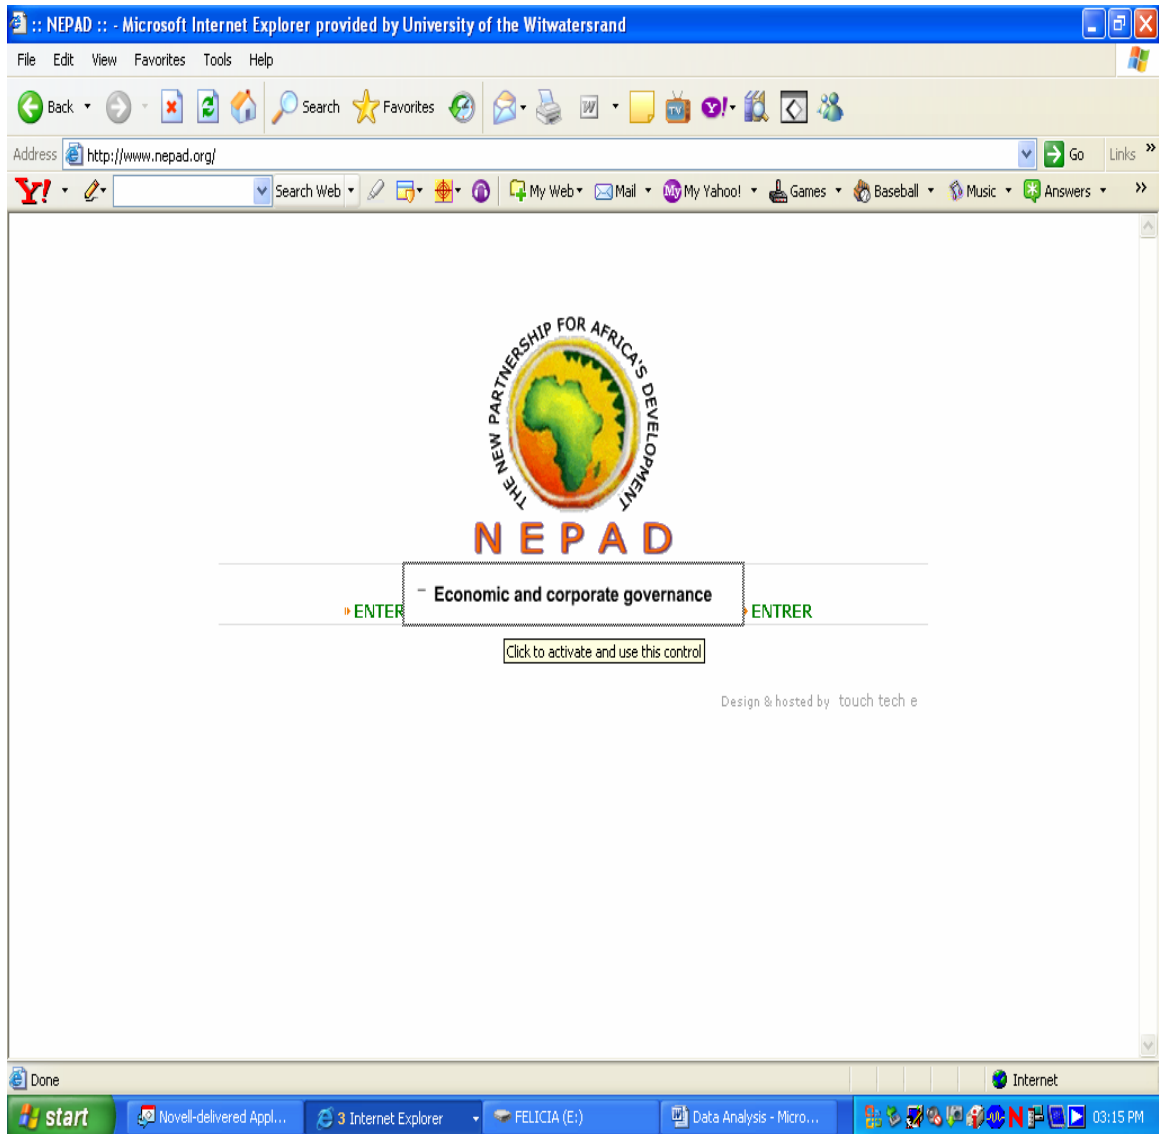 :: NEPAD :: - Microsoft Internet Explorer provided by University of the Witwatersrand
File Edit View Favorites Tools Help
Back Search Favorites
Address http://www.nepad.org/ Go Links »
Y! Search Web My Web Mail My Yahoo! Games Baseball Music Answers »
THE NEW PARTNERSHIP FOR AFRICA'S DEVELOPMENT
NEPAD
ENTER – Economic and corporate governance ENTRER
Click to activate and use this control
Design & hosted by touch tech e
Done Internet
start Novell-delivered Appl... 3 Internet Explorer FELICIA (E:) Data Analysis - Micro... 03:15 PM